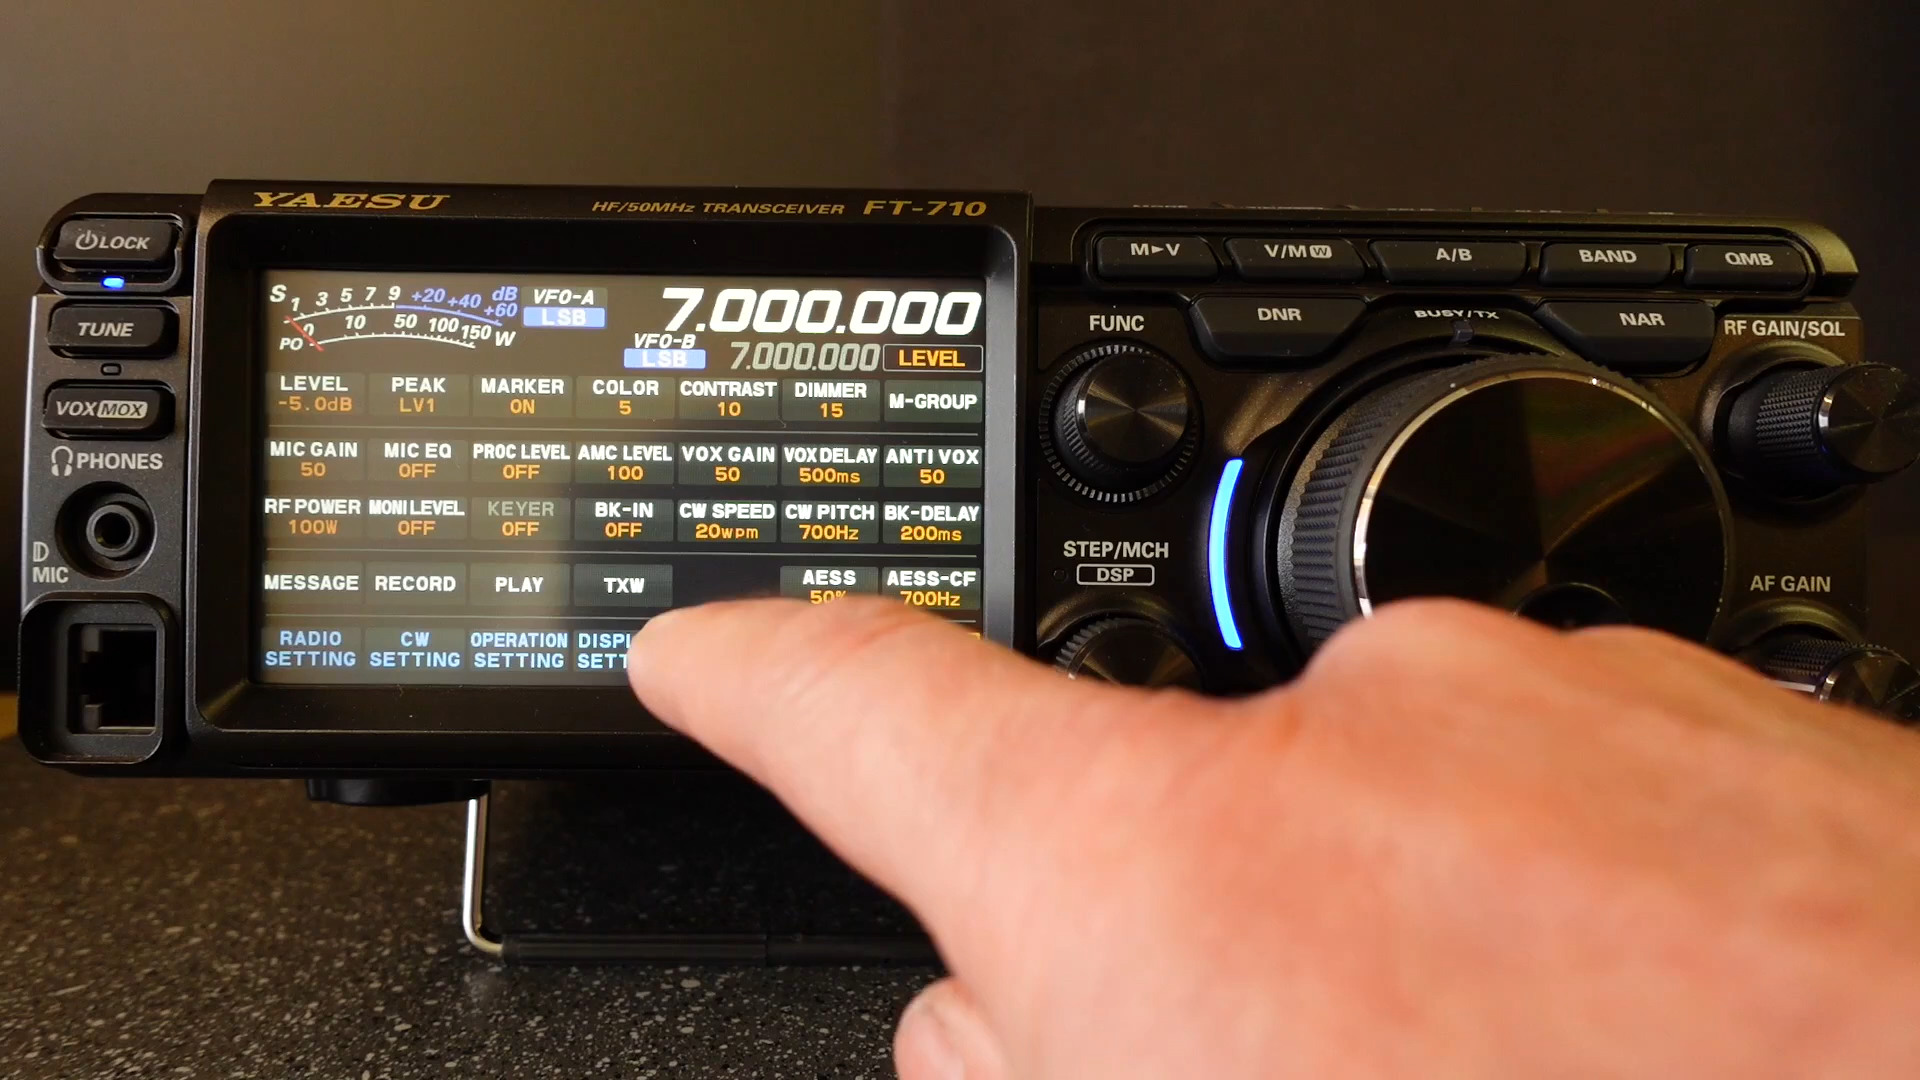 YAESU HF/50MHz TRANSCEIVER FT-710
LOCK
TUNE
VOX MOX
PHONES
MIC
S 1 3 5 7 9 +20 +40 +60 dB
PO 0 10 50 100 150 W
VFO-A
LSB
7.000.000
VFO-B
LSB
7.000.000
LEVEL
LEVEL PEAK MARKER COLOR CONTRAST DIMMER M-GROUP
-5.0dB LV1 ON 5 10 15
MIC GAIN MIC EQ PROC LEVEL AMC LEVEL VOX GAIN VOX DELAY ANTI VOX
50 OFF OFF 100 50 500ms 50
RF POWER MONI LEVEL KEYER BK-IN CW SPEED CW PITCH BK-DELAY
100W OFF OFF OFF 20wpm 700Hz 200ms
MESSAGE RECORD PLAY TXW AESS AESS-CF
50% 700Hz
RADIO CW OPERATION DISPL
SETTING SETTING SETTING SETT
M►V V/M W A/B BAND QMB
FUNC DNR BUSY/TX NAR RF GAIN/SQL
STEP/MCH
DSP
AF GAIN